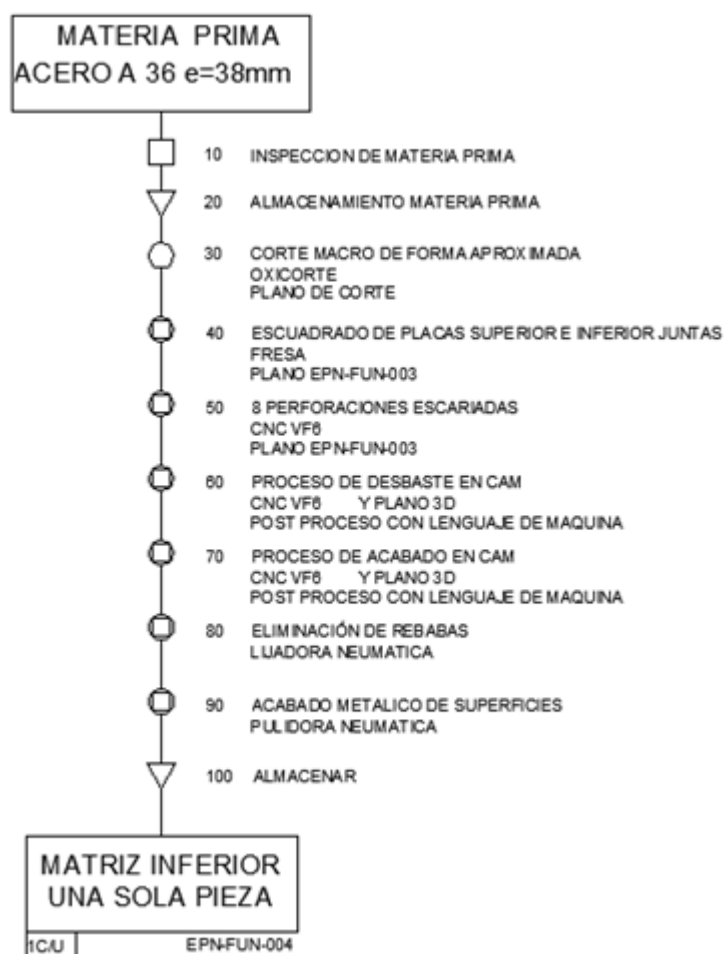 MATERIA PRIMA
ACERO A 36 e=38mm
10 INSPECCION DE MATERIA PRIMA
20 ALMACENAMIENTO MATERIA PRIMA
30 CORTE MACRO DE FORMA APROXIMADA
OXICORTE
PLANO DE CORTE
40 ESCUADRADO DE PLACAS SUPERIOR E INFERIOR JUNTAS
FRESA
PLANO EPN-FUN-003
50 8 PERFORACIONES ESCARIADAS
CNC VF6
PLANO EPN-FUN-003
60 PROCESO DE DESBASTE EN CAM
CNC VF6 Y PLANO 3D
POST PROCESO CON LENGUAJE DE MAQUINA
70 PROCESO DE ACABADO EN CAM
CNC VF6 Y PLANO 3D
POST PROCESO CON LENGUAJE DE MAQUINA
80 ELIMINACIÓN DE REBABAS
LIJADORA NEUMATICA
90 ACABADO METALICO DE SUPERFICIES
PULIDORA NEUMATICA
100 ALMACENAR
MATRIZ INFERIOR
UNA SOLA PIEZA
1C/U EPN-FUN-004